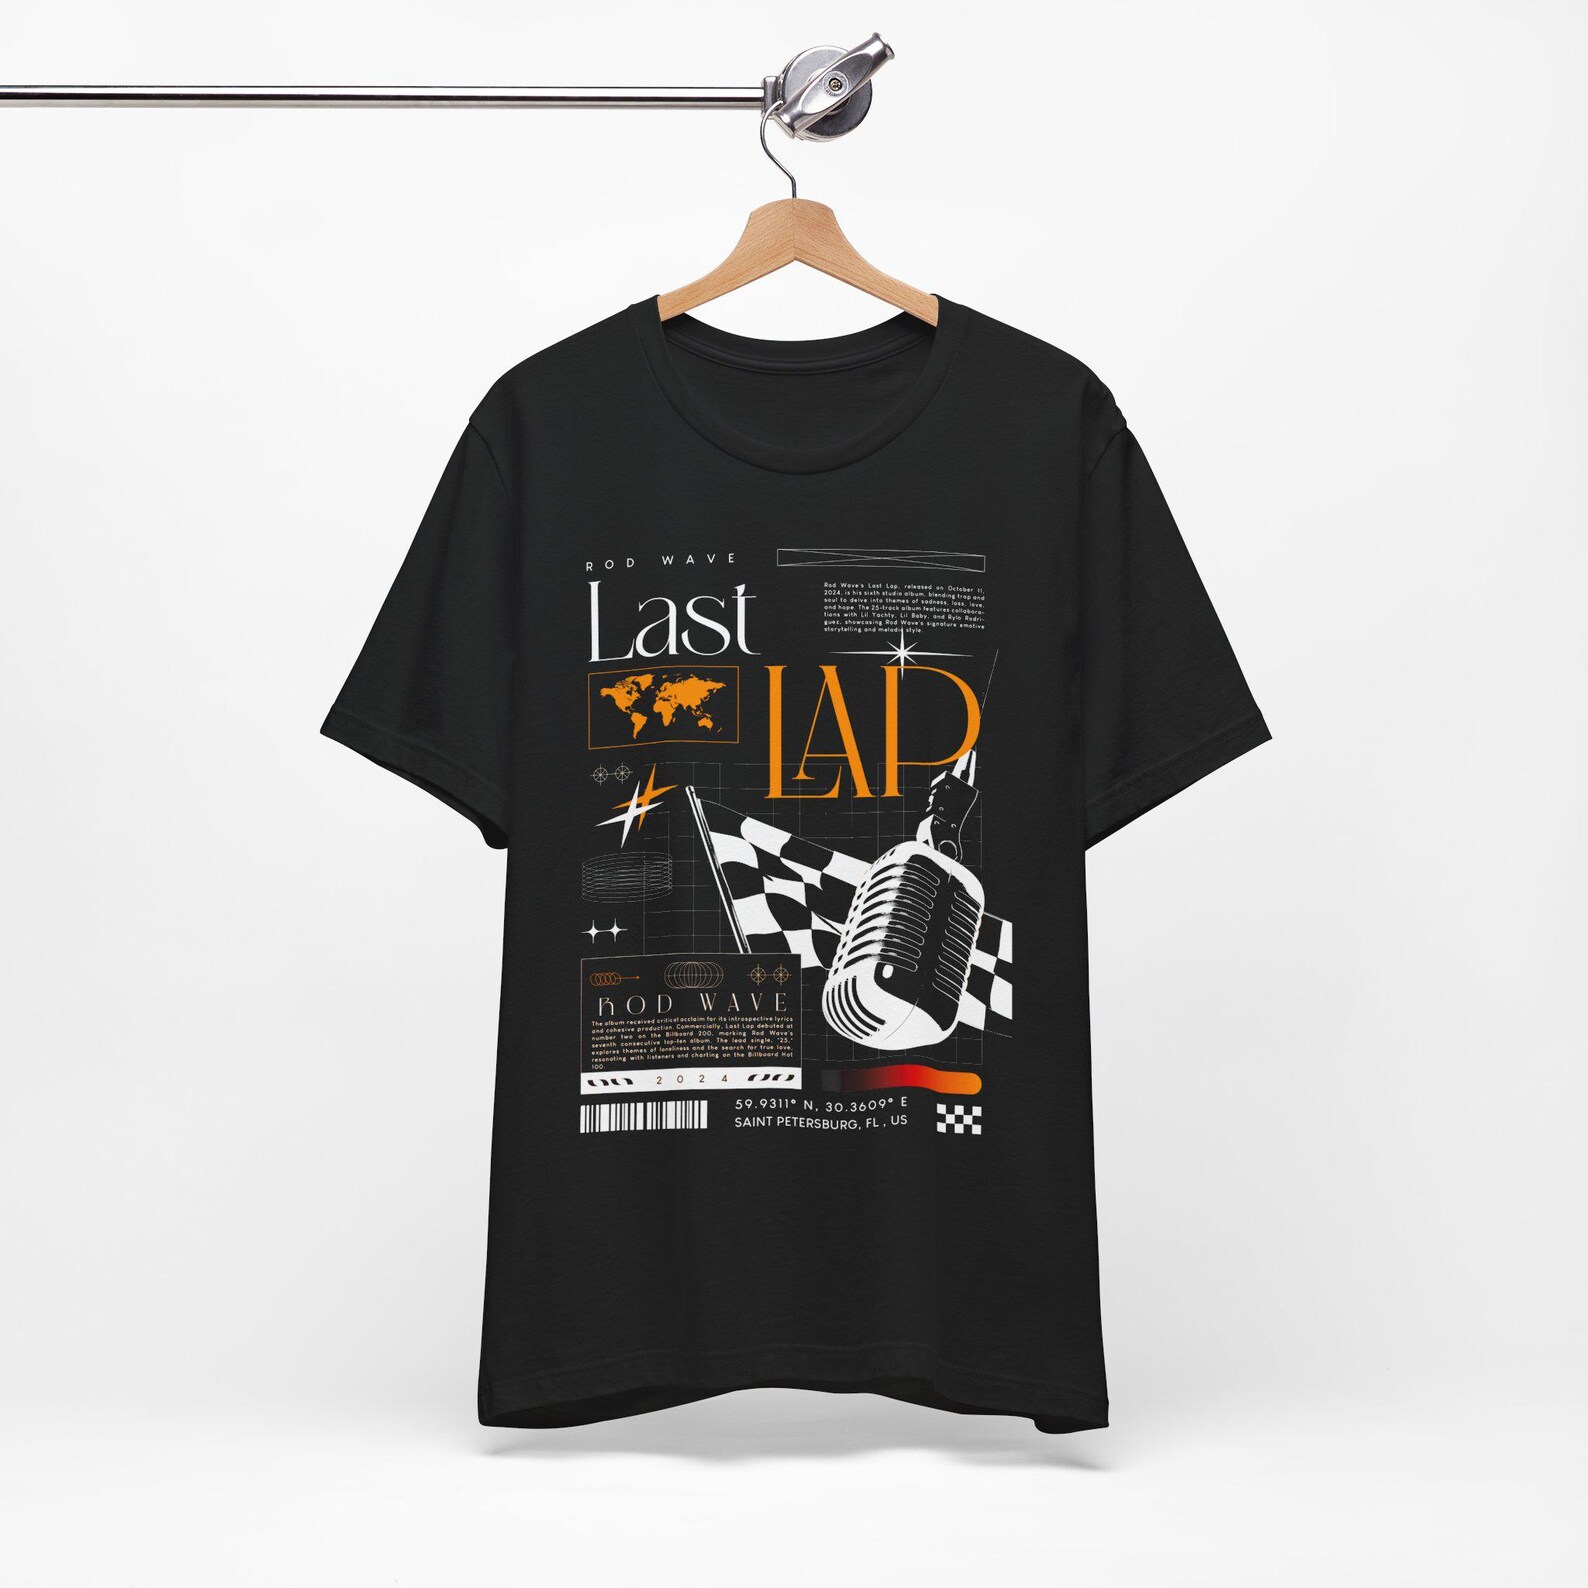 ROD WAVE
Last
LAP
Rod Wave's Last Lap, released on October 11,
2024, is his sixth studio album, blending trap and
soul to delve into themes of sadness, loss, love,
and hope. The 25-track album features collabora-
tions with Lil Yachty, Lil Baby, and Rylo Rodri-
guez, showcasing Rod Wave's signature emotive
storytelling and melodic style.
ROD WAVE
The album received critical acclaim for its introspective lyrics
and cohesive production. Commercially, Last Lap debuted at
number two on the Billboard 200, marking Rod Wave's
seventh consecutive top-ten album. The lead single, "25,"
explores themes of loneliness and the search for true love,
resonating with listeners and charting on the Billboard Hot
100.
2024
59.9311° N, 30.3609° E
SAINT PETERSBURG, FL , US